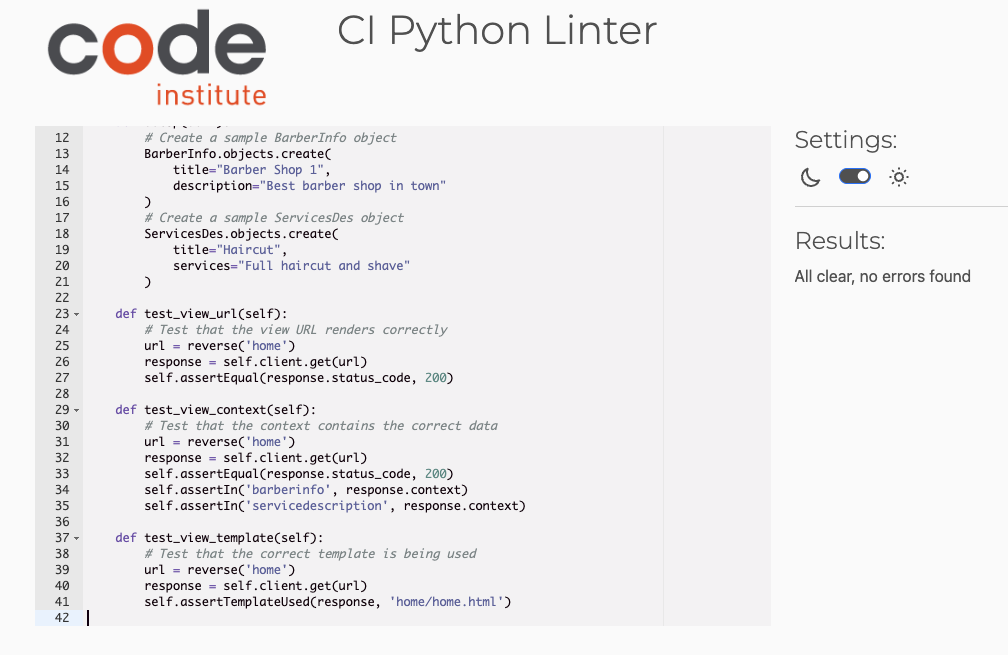 code
institute
CI Python Linter
12 # Create a sample BarberInfo object
13 BarberInfo.objects.create(
14 title="Barber Shop 1",
15 description="Best barber shop in town"
16 )
17 # Create a sample ServicesDes object
18 ServicesDes.objects.create(
19 title="Haircut",
20 services="Full haircut and shave"
21 )
22
23 def test_view_url(self):
24 # Test that the view URL renders correctly
25 url = reverse('home')
26 response = self.client.get(url)
27 self.assertEqual(response.status_code, 200)
28
29 def test_view_context(self):
30 # Test that the context contains the correct data
31 url = reverse('home')
32 response = self.client.get(url)
33 self.assertEqual(response.status_code, 200)
34 self.assertIn('barberinfo', response.context)
35 self.assertIn('servicedescription', response.context)
36
37 def test_view_template(self):
38 # Test that the correct template is being used
39 url = reverse('home')
40 response = self.client.get(url)
41 self.assertTemplateUsed(response, 'home/home.html')
42
Settings:
Results:
All clear, no errors found